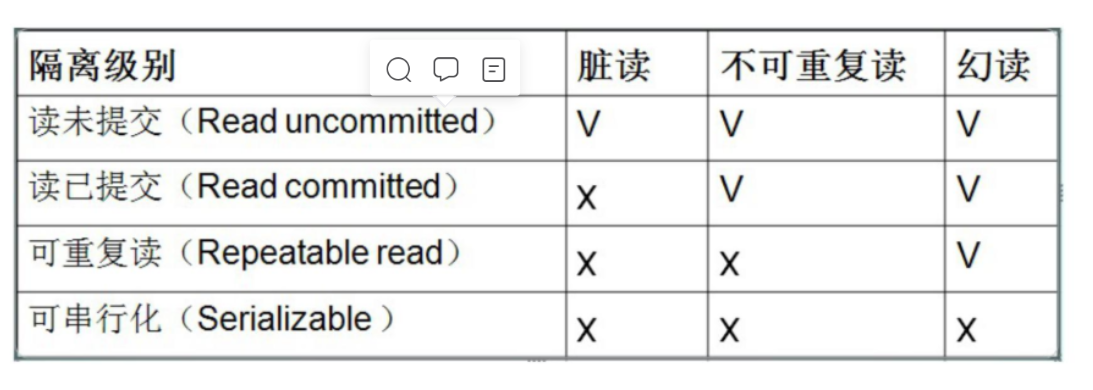 隔离级别 脏读 不可重复读 幻读
读未提交（Read uncommitted） V V V
读已提交（Read committed） x V V
可重复读（Repeatable read） x x V
可串行化（Serializable ） x x x